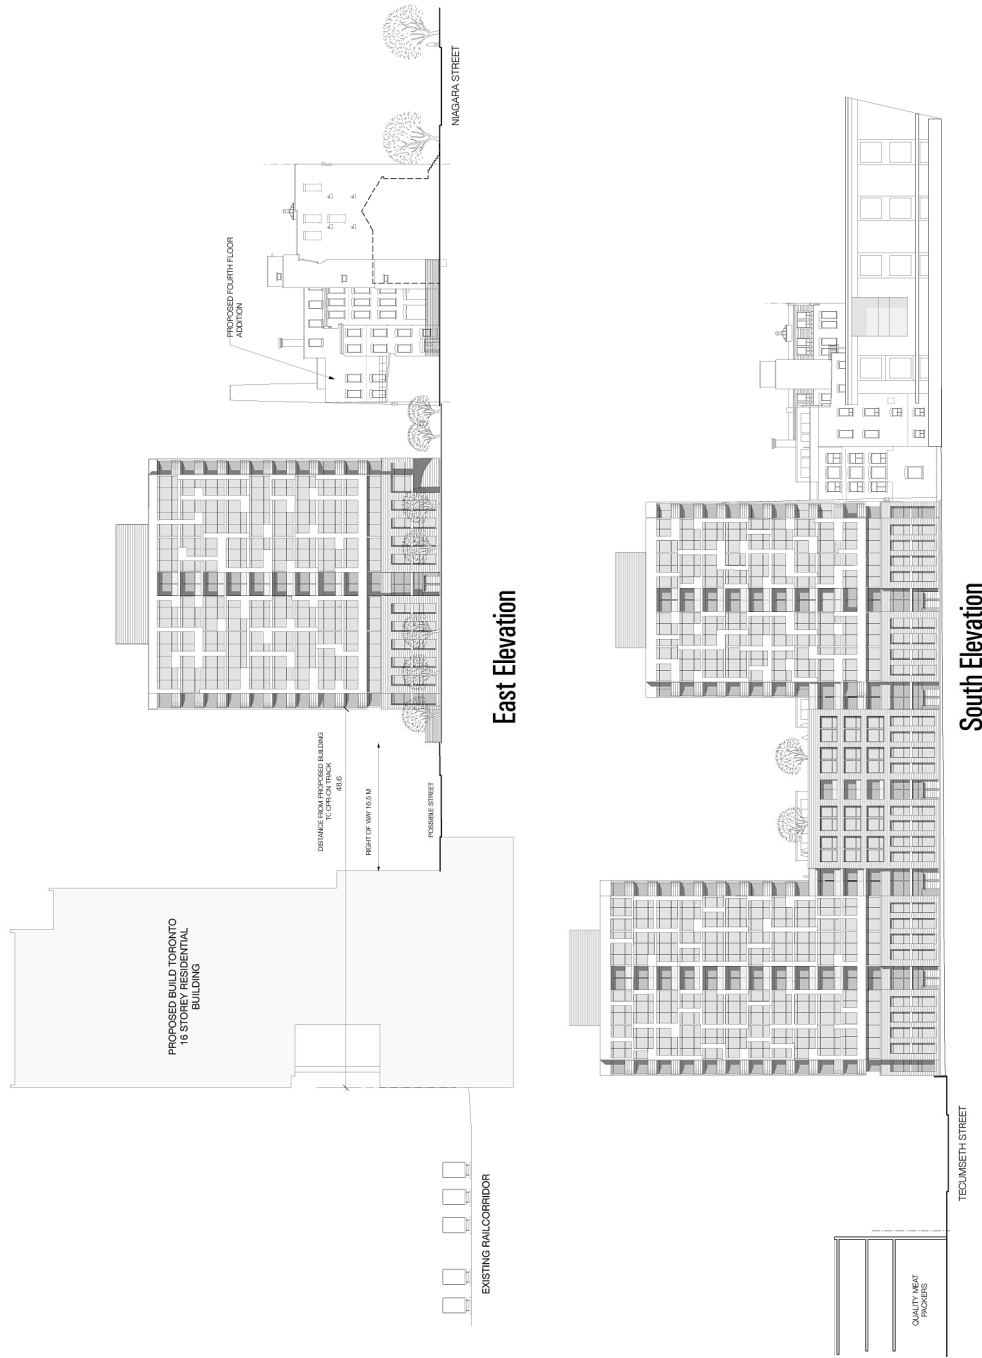 PROPOSED BUILD TORONTO
16 STOREY RESIDENTIAL
BUILDING
EXISTING RAILCORRIDOR
DISTANCE FROM PROPOSED BUILDING
TC CPR-CN TRACK
48.6
RIGHT OF WAY 16.5 M
POSSIBLE STREET
PROPOSED FOURTH FLOOR
ADDITION
NIAGARA STREET
East Elevation
QUALITY MEAT
PACKERS
TECUMSETH STREET
South Elevation